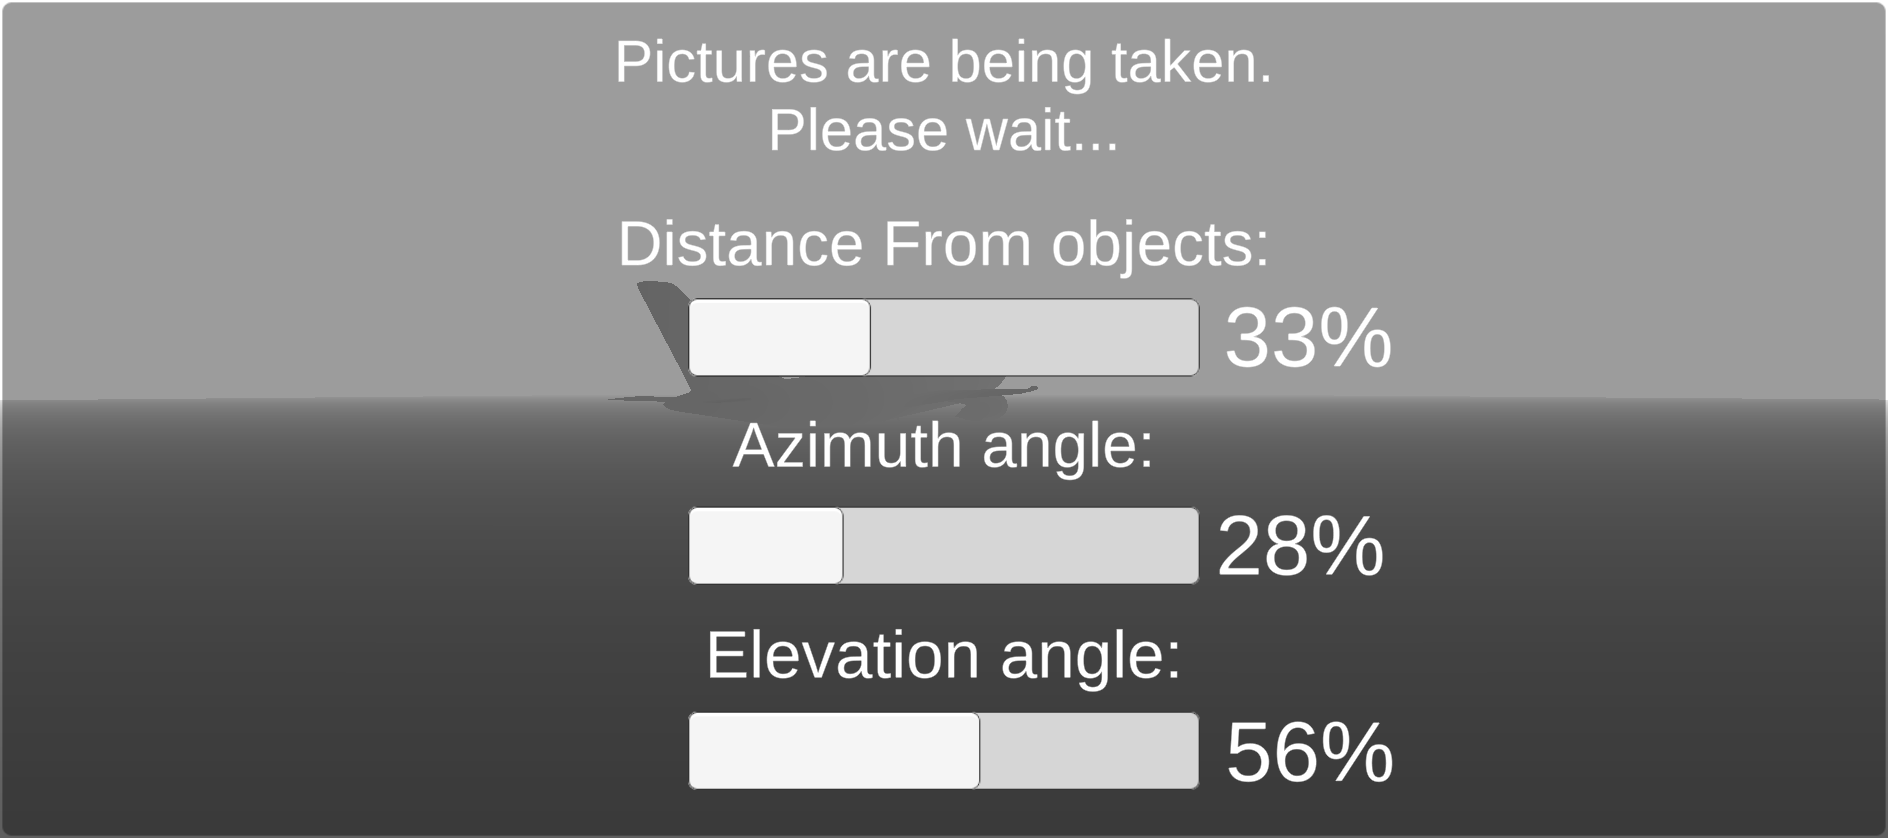 Pictures are being taken.
Please wait...
Distance From objects:
33%
Azimuth angle:
28%
Elevation angle:
56%